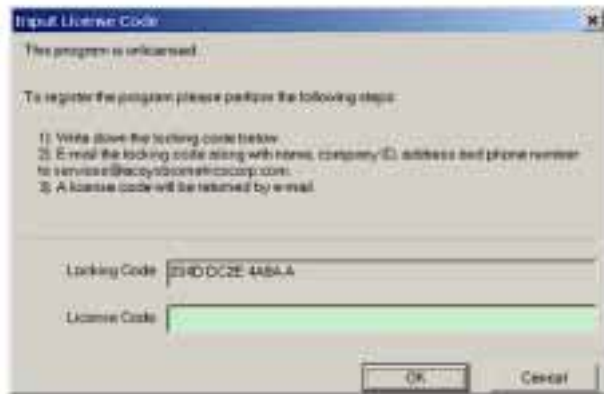 Input License Code
This program is unlicensed.
To register the program please perform the following steps:
1) Write down the locking code below.
2) E-mail the locking code along with name, company ID, address and phone number
to
3) A license code will be returned by e-mail.
Locking Code
License Code
OK
Cancel